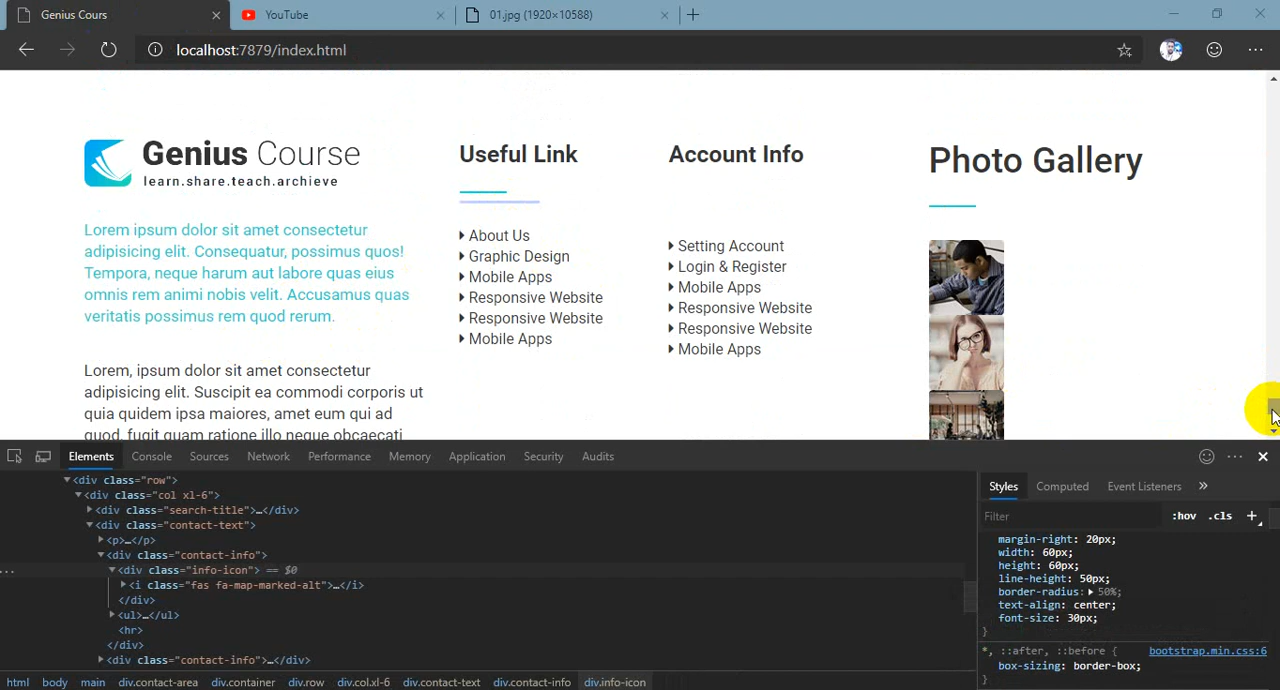 Genius Cours
YouTube
01.jpg (1920×10588)
localhost:7879/index.html
Genius Course
learn.share.teach.archieve
Lorem ipsum dolor sit amet consectetur
adipisicing elit. Consequatur, possimus quos!
Tempora, neque harum aut labore quas eius
omnis rem animi nobis velit. Accusamus quas
veritatis possimus rem quod rerum.
Lorem, ipsum dolor sit amet consectetur
adipisicing elit. Suscipit ea commodi corporis ut
quia quidem ipsa maiores, amet eum qui ad
quod, fugit quam ratione illo neque obcaecati
Useful Link
About Us
Graphic Design
Mobile Apps
Responsive Website
Responsive Website
Mobile Apps
Account Info
Setting Account
Login & Register
Mobile Apps
Responsive Website
Responsive Website
Mobile Apps
Photo Gallery
Elements Console Sources Network Performance Memory Application Security Audits
<div class="row">
<div class="col xl-6">
<div class="search-title">…</div>
<div class="contact-text">
<p>…</p>
<div class="contact-info">
... <div class="info-icon"> == $0
<i class="fas fa-map-marked-alt">…</i>
</div>
<ul>…</ul>
<hr>
</div>
<div class="contact-info">…</div>
html body main div.contact-area div.container div.row div.col.xl-6 div.contact-text div.contact-info div.info-icon
Styles Computed Event Listeners »
Filter :hov .cls +
margin-right: 20px;
width: 60px;
height: 60px;
line-height: 50px;
border-radius: 50%;
text-align: center;
font-size: 30px;
}
*, ::after, ::before { bootstrap.min.css:6
box-sizing: border-box;
}